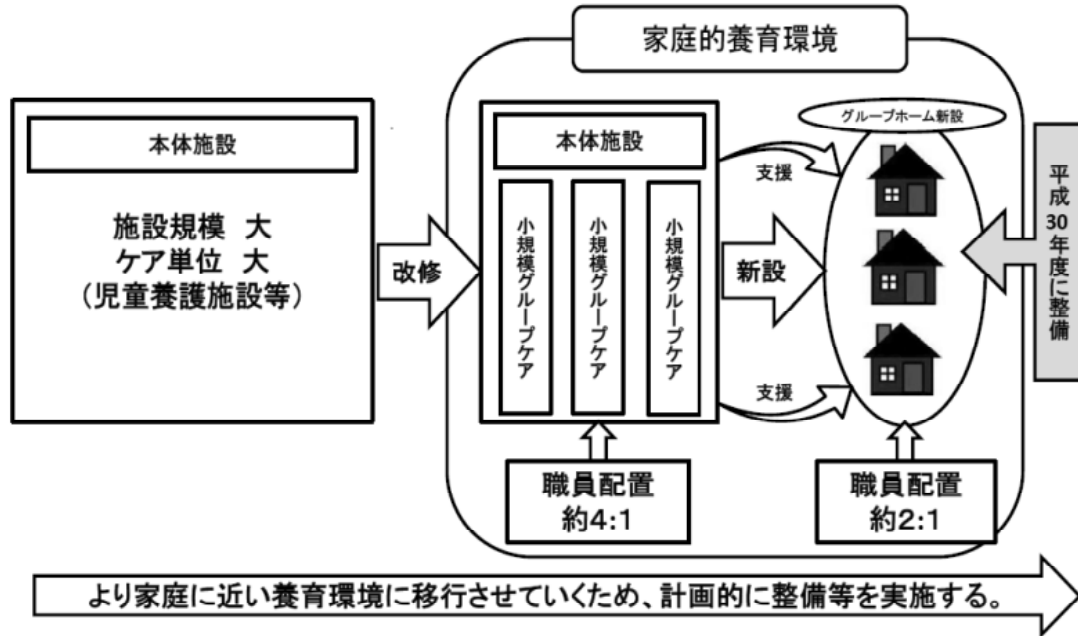 家庭的養育環境
本体施設
施設規模 大
ケア単位 大
（児童養護施設等）
改修
本体施設
小規模グループケア
小規模グループケア
小規模グループケア
職員配置
約4:1
支援
新設
支援
グループホーム新設
職員配置
約2:1
平成30年度に整備
より家庭に近い養育環境に移行させていくため、計画的に整備等を実施する。